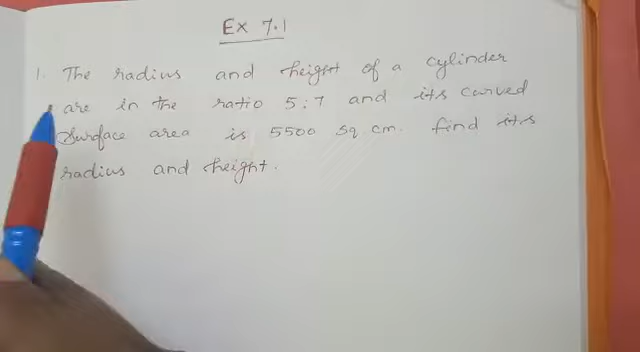 Ex 7.1
1. The radius and height of a cylinder
are in the ratio 5:7 and its curved
Surface area is 5500 sq.cm. find its
radius and height.